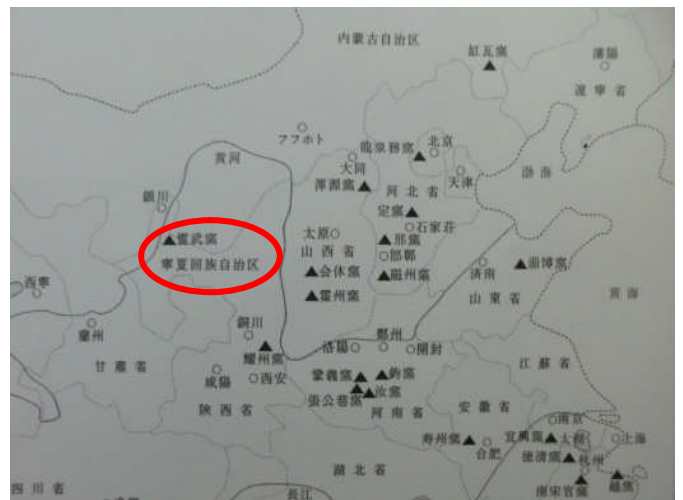 内蒙古自治区
缸瓦窯
瀋陽
遼寧省
フフホト
黄河
龍泉務窯
北京
大同
渾源窯
天津
渤海
河北省
銀川
定窯
石家荘
霊武窯
太原
邢窯
山西省
邯鄲
寧夏回族自治区
介休窯
磁州窯
済南
淄博窯
西寧
霍州窯
山東省
黄海
蘭州
銅川
鄭州
耀州窯
洛陽
開封
甘粛省
江蘇省
咸陽
西安
鞏義窯
鈞窯
張公巷窯
汝窯
陝西省
河南省
安徽省
南京
寿州窯
合肥
宜興窯
太湖
上海
徳清窯
杭州
湖北省
越窯
四川省
長江
南宋官窯